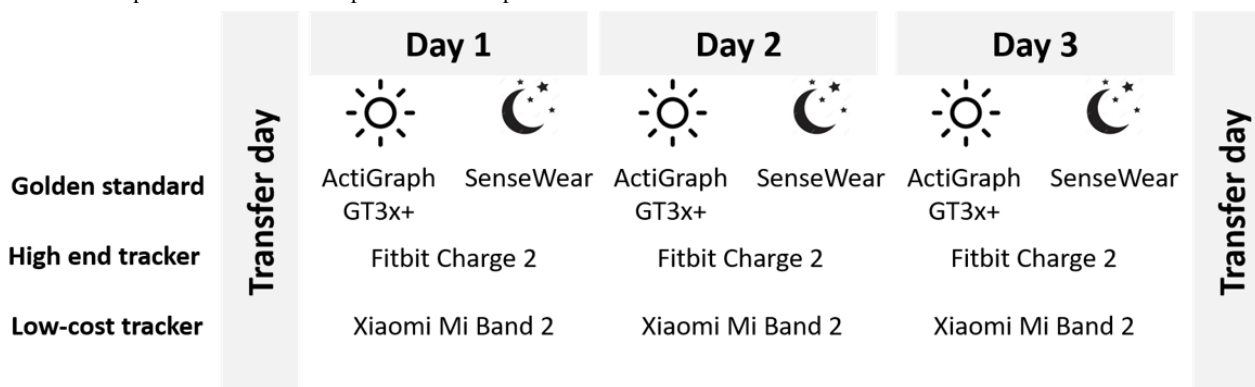 Day 1 Day 2 Day 3
Transfer day
Transfer day
Golden standard ActiGraph GT3x+ SenseWear ActiGraph GT3x+ SenseWear ActiGraph GT3x+ SenseWear
High end tracker Fitbit Charge 2 Fitbit Charge 2 Fitbit Charge 2
Low-cost tracker Xiaomi Mi Band 2 Xiaomi Mi Band 2 Xiaomi Mi Band 2